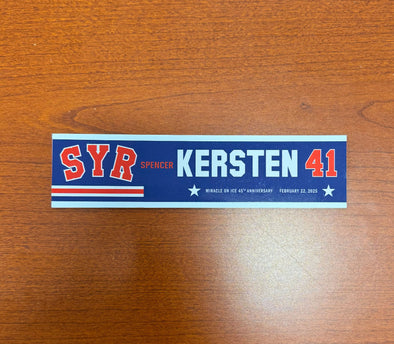 SYR SPENCER KERSTEN 41
MIRACLE ON ICE 45TH ANNIVERSARY FEBRUARY 22, 2025